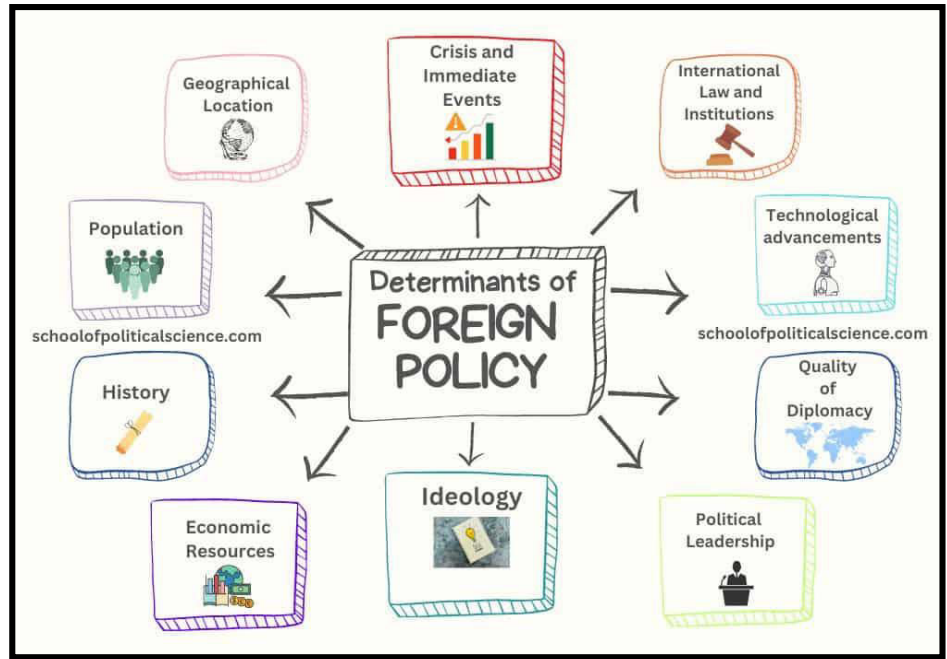 Determinants of
FOREIGN
POLICY
Crisis and
Immediate
Events
International
Law and
Institutions
Technological
advancements
schoolofpoliticalscience.com
Quality
of
Diplomacy
Political
Leadership
Ideology
Economic
Resources
History
schoolofpoliticalscience.com
Population
Geographical
Location